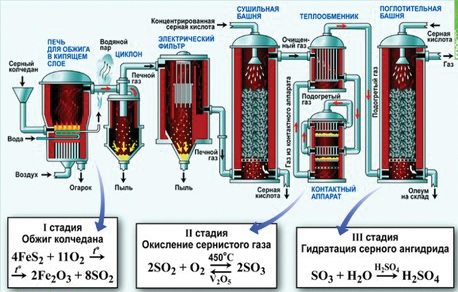 ПЕЧЬ
ДЛЯ ОБЖИГА
В КИПЯЩЕМ
СЛОЕ
Серный
колчедан
Вода
Воздух
Огарок
Водяной
пар
ЦИКЛОН
Печной
газ
Пыль
ЭЛЕКТРИЧЕСКИЙ
ФИЛЬТР
Пыль
Печной
газ
Концентрированная
серная кислота
СУШИЛЬНАЯ
БАШНЯ
Серная
кислота
Очищен-
ный газ
ТЕПЛООБМЕННИК
Подогретый
газ
Газ из контактного аппарата
КОНТАКТНЫЙ
АППАРАТ
Подогретый газ
ПОГЛОТИТЕЛЬНАЯ
БАШНЯ
Серная
кислота
Газ
Олеум
на склад
I стадия
Обжиг колчедана
4FeS₂ + 11O₂ t°→
t°→ 2Fe₂O₃ + 8SO₂
II стадия
Окисление сернистого газа
450°C
2SO₂ + O₂ ⇄ 2SO₃
V₂O₅
III стадия
Гидратация серного ангидрида
SO₃ + H₂O H₂SO₄→ H₂SO₄